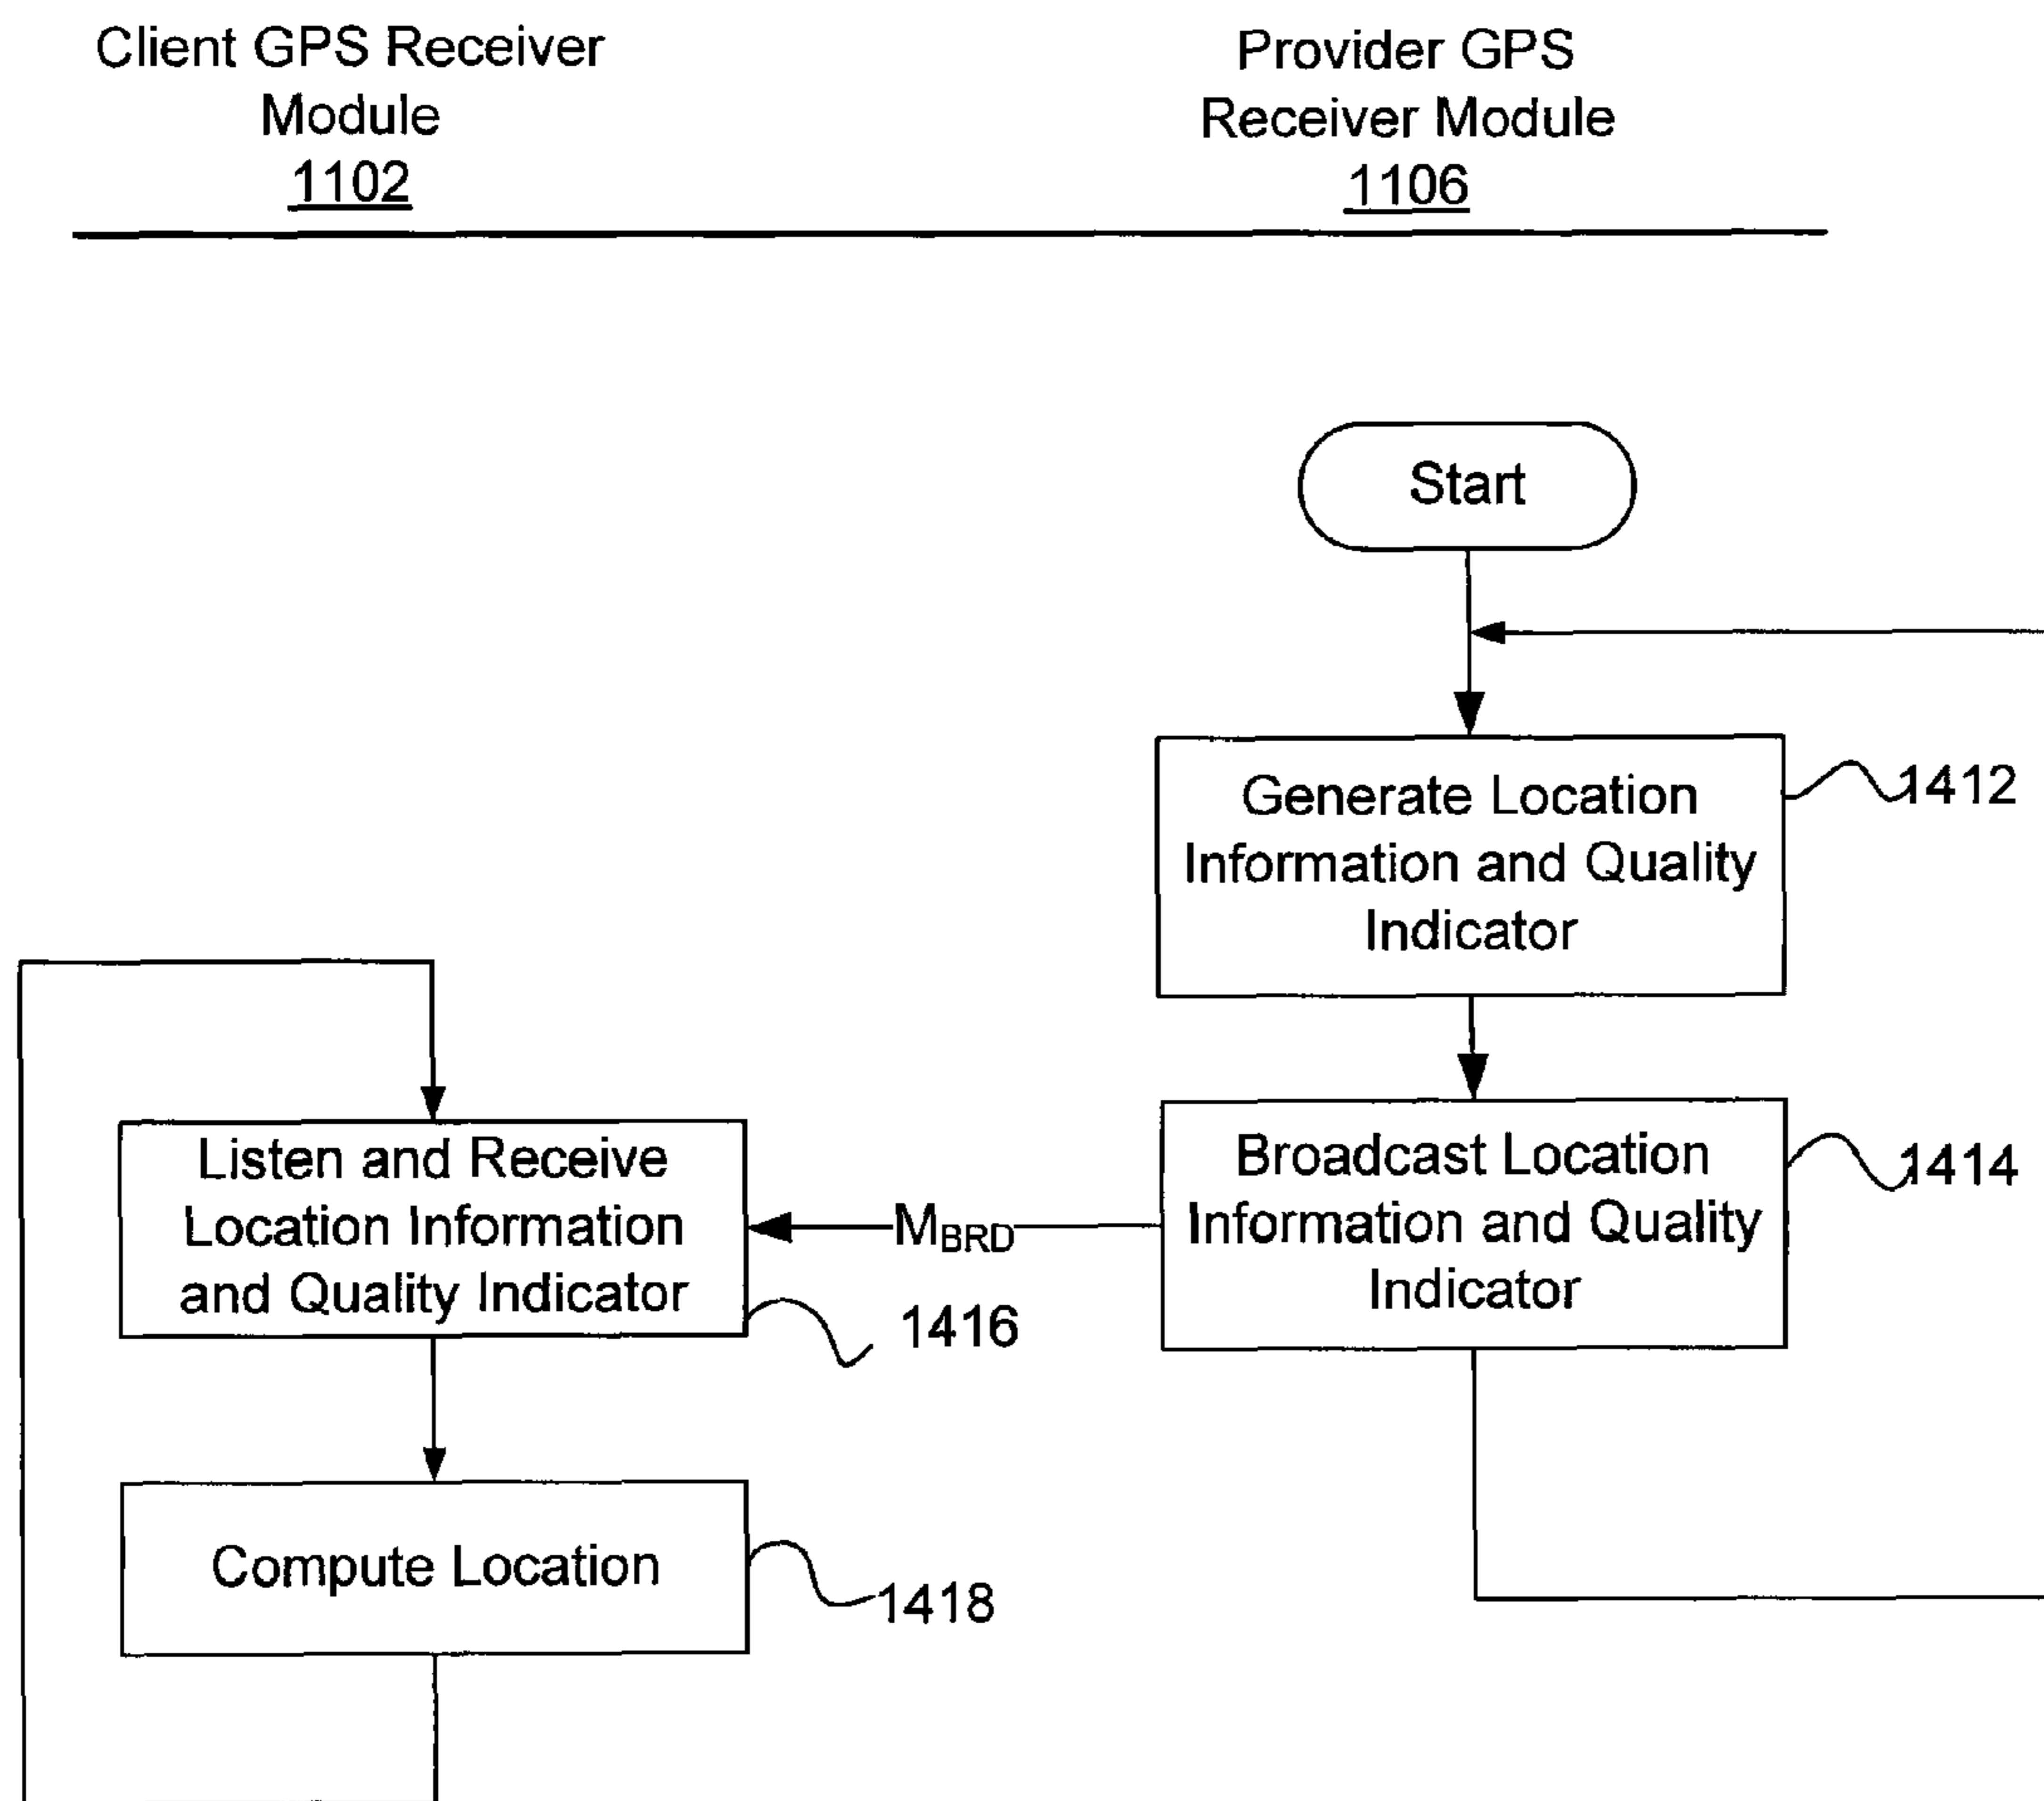 Client GPS Receiver
Module
1102
Provider GPS
Receiver Module
1106
Start
Generate Location
Information and Quality
Indicator
1412
Broadcast Location
Information and Quality
Indicator
1414
MBRD
Listen and Receive
Location Information
and Quality Indicator
1416
Compute Location
1418